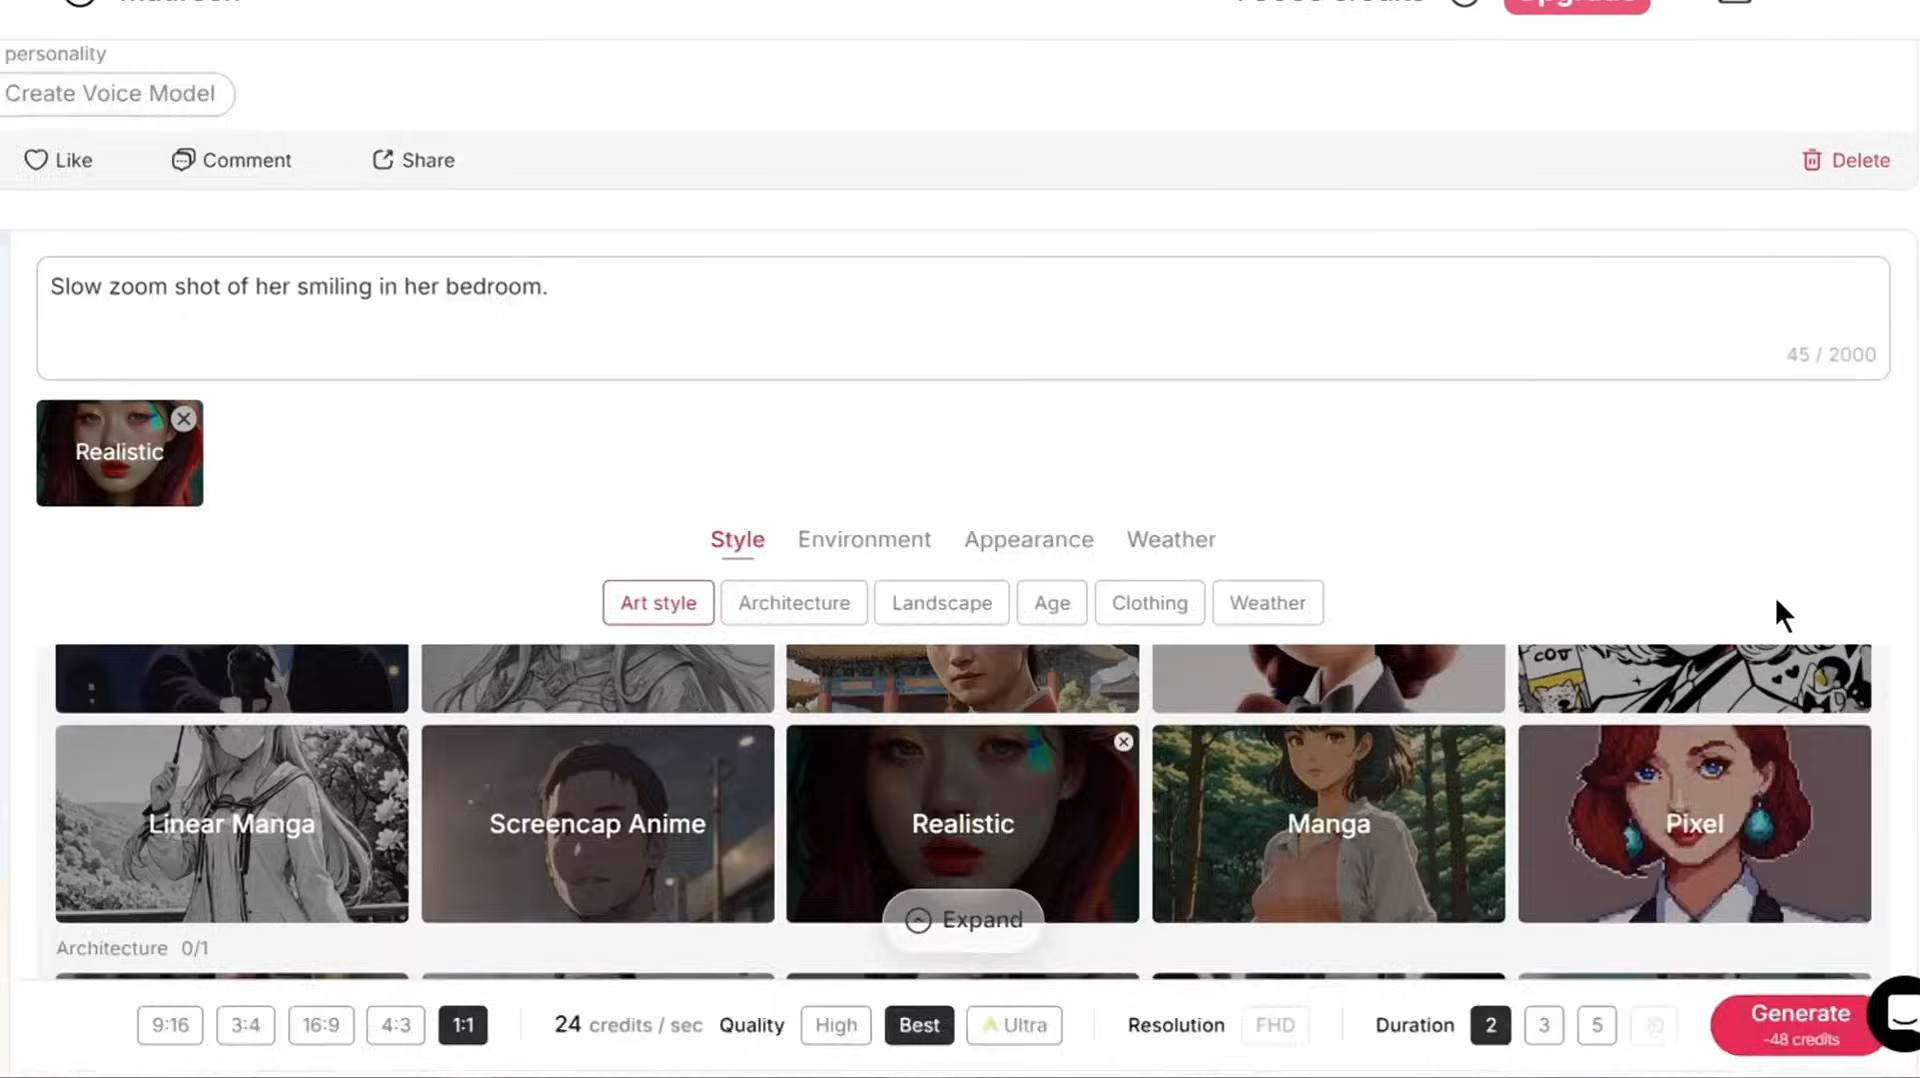 personality
Create Voice Model
Like
Comment
Share
Delete
Slow zoom shot of her smiling in her bedroom.
45 / 2000
Realistic
Style
Environment
Appearance
Weather
Art style
Architecture
Landscape
Age
Clothing
Weather
Linear Manga
Screencap Anime
Realistic
Manga
Pixel
Expand
Architecture 0/1
9:16
3:4
16:9
4:3
1:1
24 credits / sec
Quality
High
Best
Ultra
Resolution
FHD
Duration
2
3
5
Generate
-48 credits